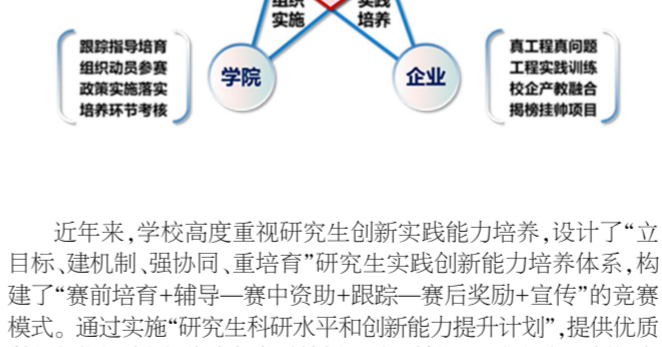 组织 实践
实施 培养
跟踪指导培育
组织动员参赛
政策实施落实
培养环节考核
学院
企业
真工程真问题
工程实践训练
校企产教融合
揭榜挂帅项目
近年来,学校高度重视研究生创新实践能力培养,设计了“立
目标、建机制、强协同、重培育”研究生实践创新能力培养体系,构
建了“赛前培育+辅导—赛中资助+跟踪—赛后奖励+宣传”的竞赛
模式。通过实施“研究生科研水平和创新能力提升计划”,提供优质